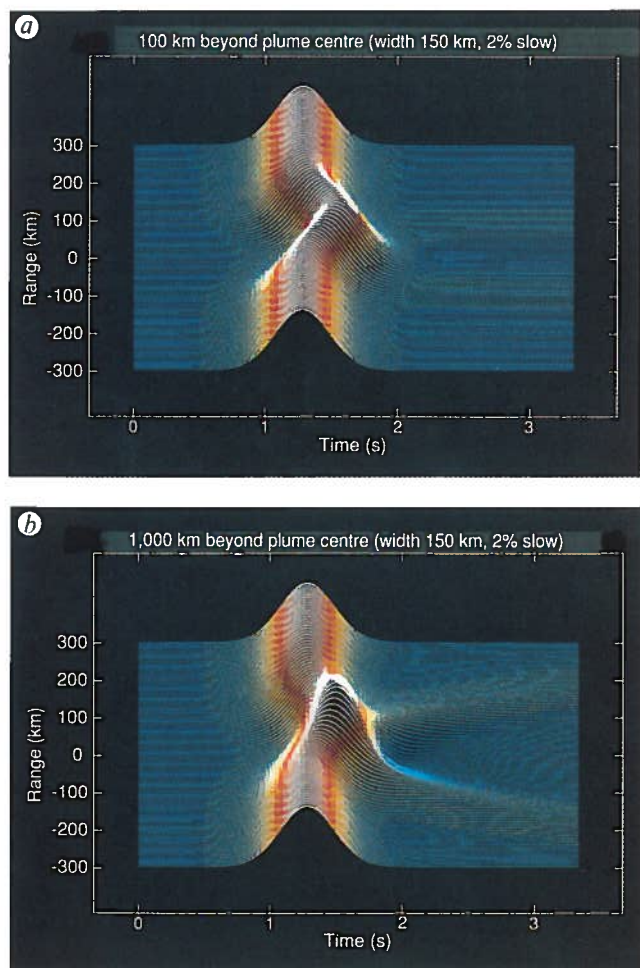 a
100 km beyond plume centre (width 150 km, 2% slow)
300
200
100
0
-100
-200
-300
Range (km)
0 1 2 3
Time (s)
b
1,000 km beyond plume centre (width 150 km, 2% slow)
300
200
100
0
-100
-200
-300
Range (km)
0 1 2 3
Time (s)